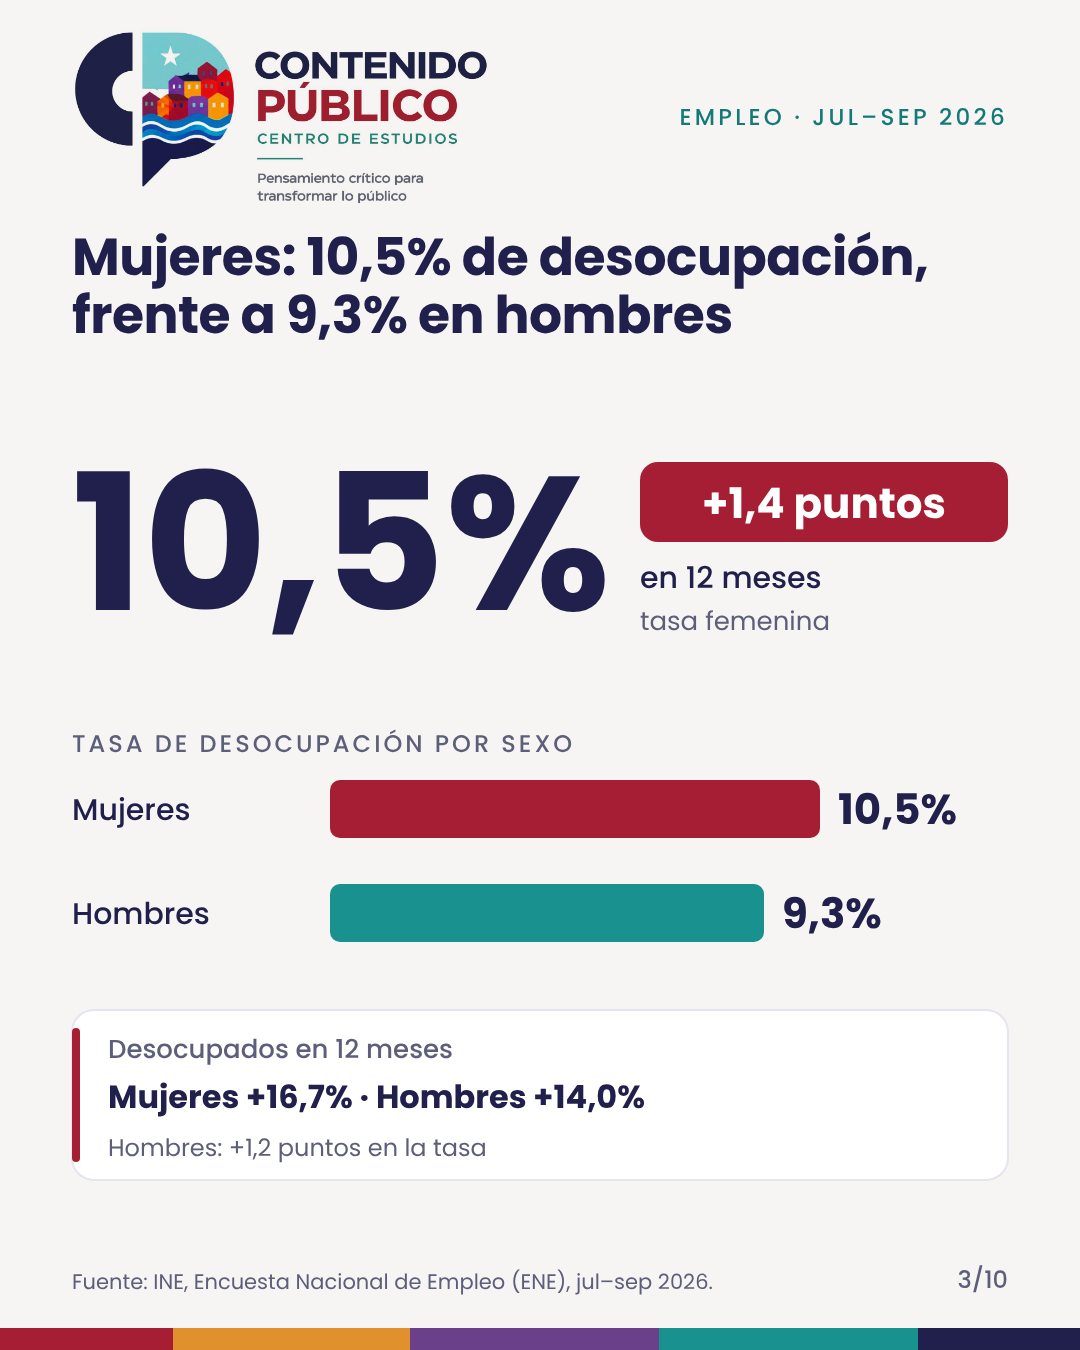 CONTENIDO
PÚBLICO
CENTRO DE ESTUDIOS
Pensamiento crítico para
transformar lo público
EMPLEO · JUL–SEP 2026
Mujeres: 10,5% de desocupación,
frente a 9,3% en hombres
10,5%
+1,4 puntos
en 12 meses
tasa femenina
TASA DE DESOCUPACIÓN POR SEXO
Mujeres
10,5%
Hombres
9,3%
Desocupados en 12 meses
Mujeres +16,7% · Hombres +14,0%
Hombres: +1,2 puntos en la tasa
Fuente: INE, Encuesta Nacional de Empleo (ENE), jul–sep 2026.
3/10